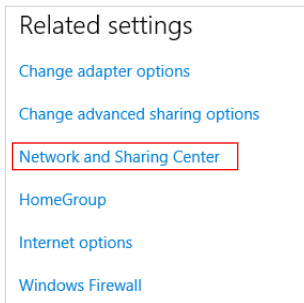 Related settings
Change adapter options
Change advanced sharing options
Network and Sharing Center
HomeGroup
Internet options
Windows Firewall